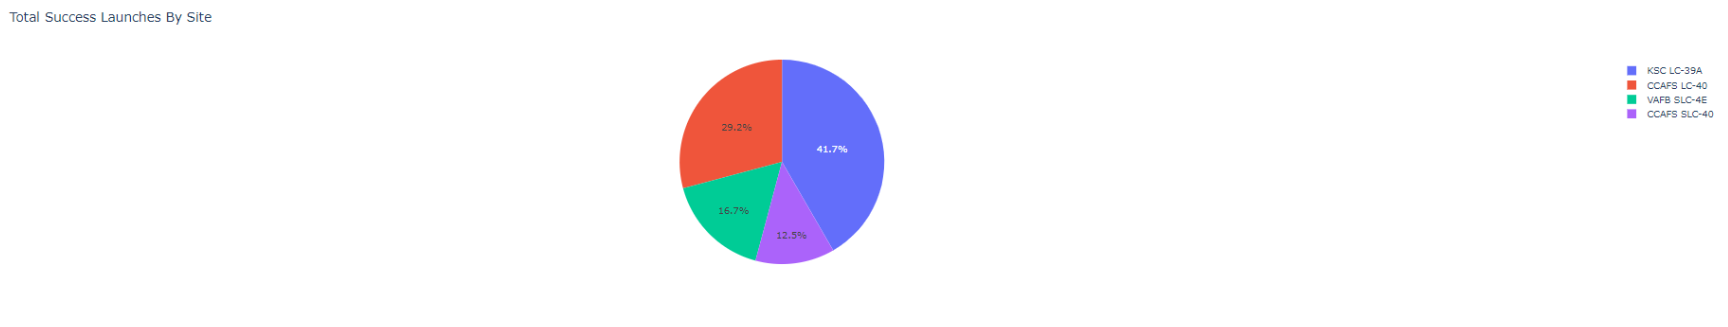 Total Success Launches By Site
KSC LC-39A
CCAFS LC-40
VAFB SLC-4E
CCAFS SLC-40
29.2%
41.7%
16.7%
12.5%